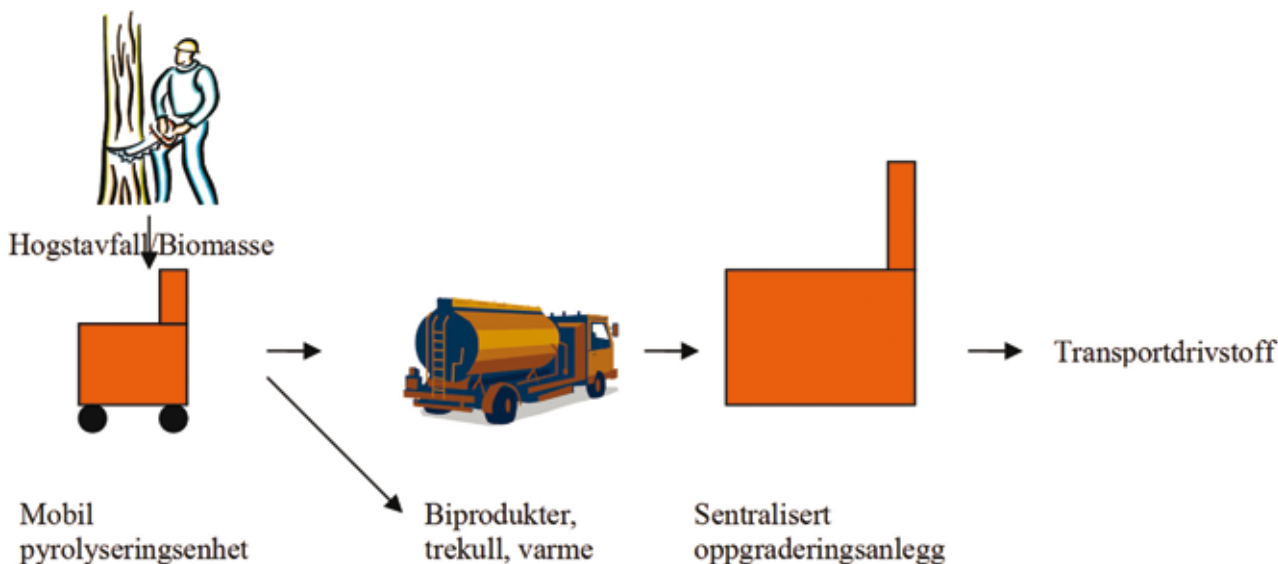 Hogstavfall/Biomasse
Transportdrivstoff
Mobil
pyrolyseringsenhet
Biprodukter,
trekull, varme
Sentralisert
oppgraderingsanlegg